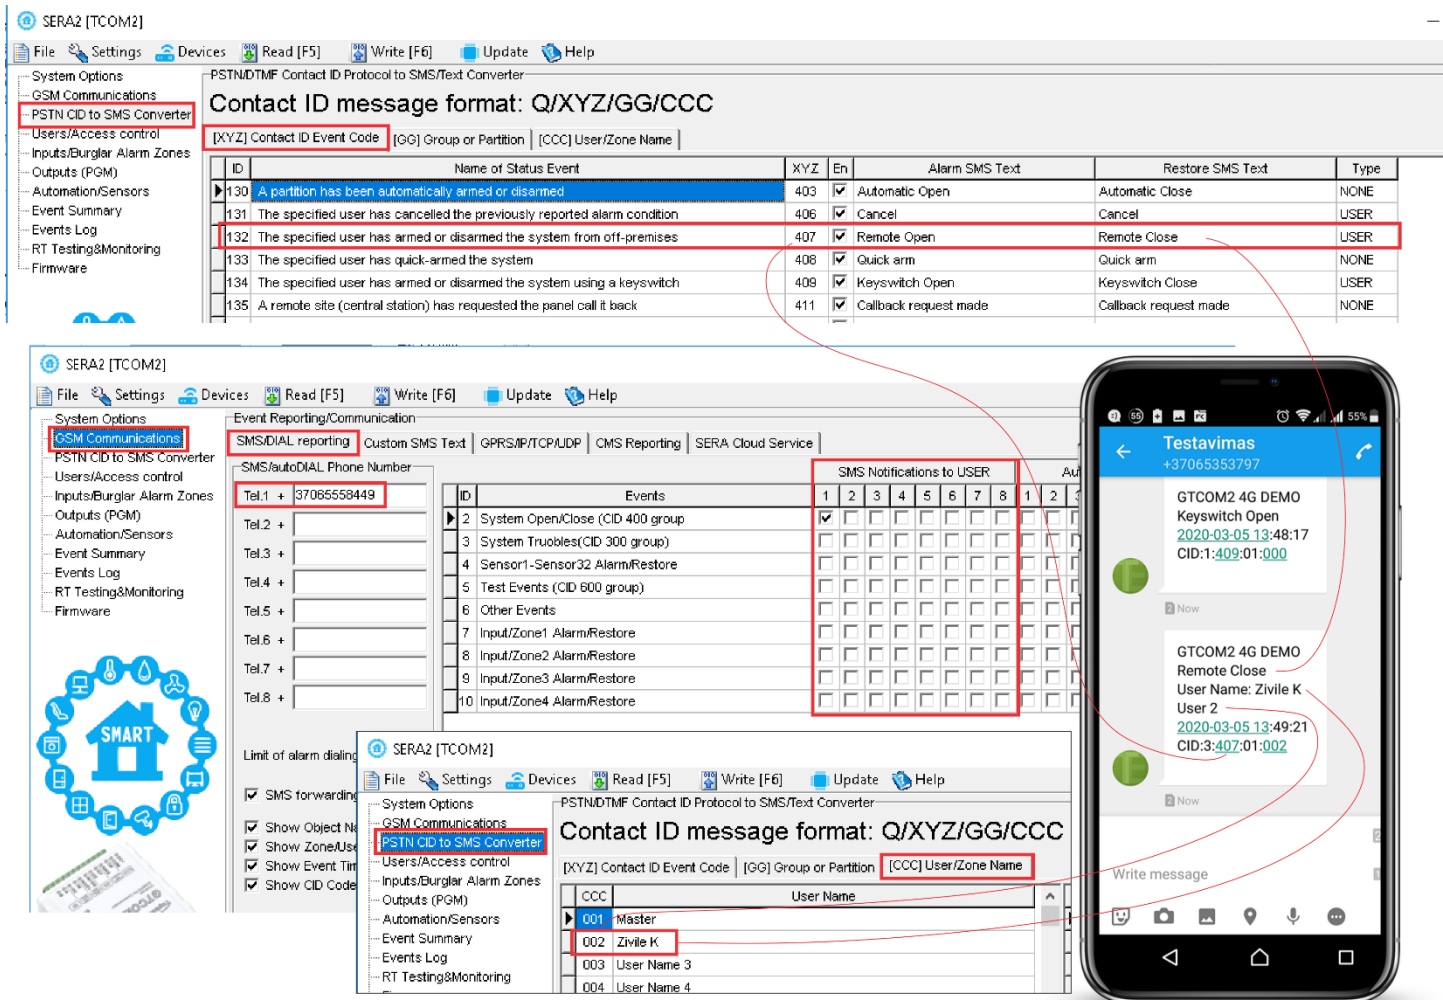 SERA2 [TCOM2]
File Settings Devices Read [F5] Write [F6] Update Help
System Options
GSM Communications
PSTN CID to SMS Converter
Users/Access control
Inputs/Burglar Alarm Zones
Outputs (PGM)
Automation/Sensors
Event Summary
Events Log
RT Testing&Monitoring
Firmware
PSTN/DTMF Contact ID Protocol to SMS/Text Converter
Contact ID message format: Q/XYZ/GG/CCC
[XYZ] Contact ID Event Code [GG] Group or Partition [CCC] User/Zone Name
ID Name of Status Event XYZ En Alarm SMS Text Restore SMS Text Type
130 A partition has been automatically armed or disarmed 403 Automatic Open Automatic Close NONE
131 The specified user has cancelled the previously reported alarm condition 406 Cancel Cancel USER
132 The specified user has armed or disarmed the system from off-premises 407 Remote Open Remote Close USER
133 The specified user has quick-armed the system 408 Quick arm Quick arm NONE
134 The specified user has armed or disarmed the system using a keyswitch 409 Keyswitch Open Keyswitch Close USER
135 A remote site (central station) has requested the panel call it back 411 Callback request made Callback request made NONE
SERA2 [TCOM2]
File Settings Devices Read [F5] Write [F6] Update Help
System Options
GSM Communications
PSTN CID to SMS Converter
Users/Access control
Inputs/Burglar Alarm Zones
Outputs (PGM)
Automation/Sensors
Event Summary
Events Log
RT Testing&Monitoring
Firmware
SMART
Event Reporting/Communication
SMS/DIAL reporting Custom SMS Text GPRS/IP/TCP/UDP CMS Reporting SERA Cloud Service
SMS/autoDIAL Phone Number
Tel.1 + 37065558449
Tel.2 +
Tel.3 +
Tel.4 +
Tel.5 +
Tel.6 +
Tel.7 +
Tel.8 +
Limit of alarm dialing
SMS forwarding
Show Object Na
Show Zone/Use
Show Event Tim
Show CID Code
SMS Notifications to USER Au
ID Events 1 2 3 4 5 6 7 8 1 2 3
2 System Open/Close (CID 400 group
3 System Truobles(CID 300 group)
4 Sensor1-Sensor32 Alarm/Restore
5 Test Events (CID 600 group)
6 Other Events
7 Input/Zone1 Alarm/Restore
8 Input/Zone2 Alarm/Restore
9 Input/Zone3 Alarm/Restore
10 Input/Zone4 Alarm/Restore
SERA2 [TCOM2]
File Settings Devices Read [F5] Write [F6] Update Help
System Options
GSM Communications
PSTN CID to SMS Converter
Users/Access control
Inputs/Burglar Alarm Zones
Outputs (PGM)
Automation/Sensors
Event Summary
Events Log
RT Testing&Monitoring
PSTN/DTMF Contact ID Protocol to SMS/Text Converter
Contact ID message format: Q/XYZ/GG/CCC
[XYZ] Contact ID Event Code [GG] Group or Partition [CCC] User/Zone Name
CCC User Name
001 Master
002 Zivile K
003 User Name 3
004 User Name 4
55 55%
Testavimas
+37065353797
GTCOM2 4G DEMO
Keyswitch Open
2020-03-05 13:48:17
CID:1:409:01:000
2 Now
GTCOM2 4G DEMO
Remote Close
User Name: Zivile K
User 2
2020-03-05 13:49:21
CID:3:407:01:002
2 Now
Write message